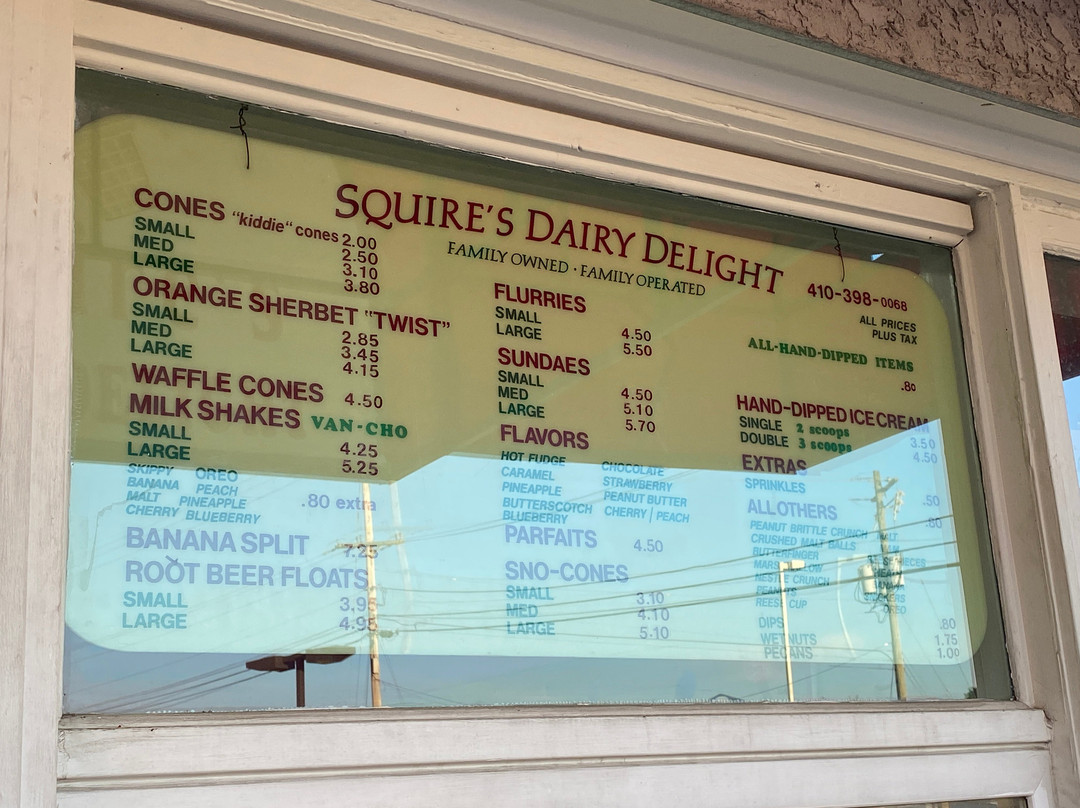 SQUIRE'S DAIRY DELIGHT
FAMILY OWNED · FAMILY OPERATED
410-398-0068
ALL PRICES
PLUS TAX
CONES "kiddie" cones 2.00
SMALL 2.50
MED 3.10
LARGE 3.80
ORANGE SHERBET "TWIST"
SMALL 2.85
MED 3.45
LARGE 4.15
WAFFLE CONES 4.50
MILK SHAKES VAN-CHO
SMALL 4.25
LARGE 5.25
SKIPPY OREO
BANANA PEACH
MALT PINEAPPLE
CHERRY BLUEBERRY
.80 extra
BANANA SPLIT 7.25
ROOT BEER FLOATS
SMALL 3.95
LARGE 4.95
FLURRIES
SMALL 4.50
LARGE 5.50
SUNDAES
SMALL 4.50
MED 5.10
LARGE 5.70
FLAVORS
HOT FUDGE CHOCOLATE
CARAMEL STRAWBERRY
PINEAPPLE PEANUT BUTTER
BUTTERSCOTCH CHERRY | PEACH
BLUEBERRY
PARFAITS 4.50
SNO-CONES
SMALL 3.10
MED 4.10
LARGE 5.10
ALL-HAND-DIPPED ITEMS
.80
HAND-DIPPED ICE CREAM
SINGLE 2 scoops 3.50
DOUBLE 3 scoops 4.50
EXTRAS
SPRINKLES .50
ALL OTHERS .80
PEANUT BRITTLE CRUNCH MALT
CRUSHED MALT BALLS
BUTTERFINGER
NESTLE CRUNCH
PEANUTS
REESE CUP OREO
DIPS .80
WETNUTS 1.75
PECANS 1.00